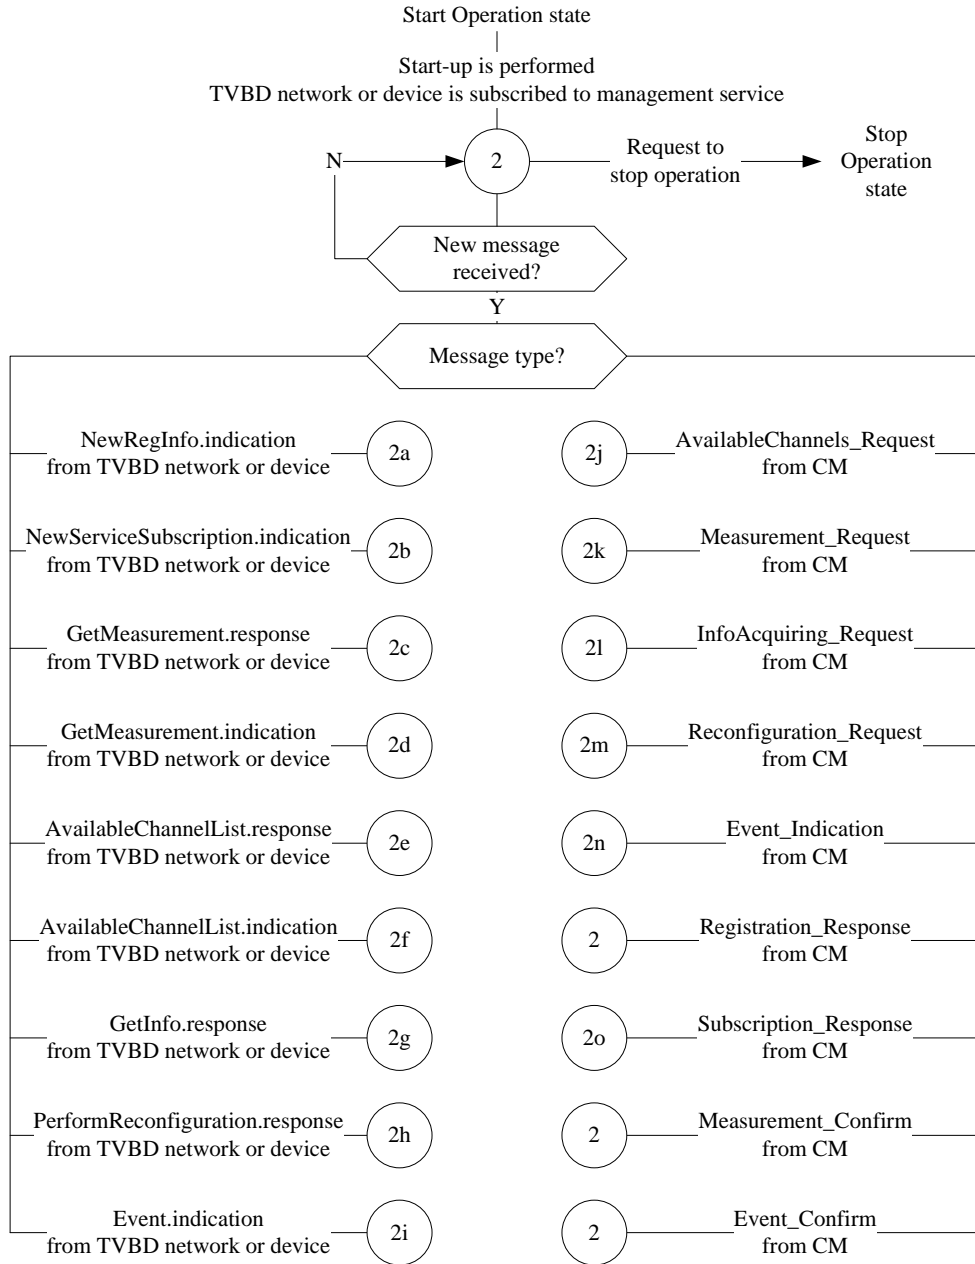 Start Operation state
Start-up is performed
TVBD network or device is subscribed to management service
N
2
Request to
stop operation
Stop
Operation
state
New message
received?
Y
Message type?
NewRegInfo.indication
from TVBD network or device
2a
2j
AvailableChannels_Request
from CM
NewServiceSubscription.indication
from TVBD network or device
2b
2k
Measurement_Request
from CM
GetMeasurement.response
from TVBD network or device
2c
2l
InfoAcquiring_Request
from CM
GetMeasurement.indication
from TVBD network or device
2d
2m
Reconfiguration_Request
from CM
AvailableChannelList.response
from TVBD network or device
2e
2n
Event_Indication
from CM
AvailableChannelList.indication
from TVBD network or device
2f
2
Registration_Response
from CM
GetInfo.response
from TVBD network or device
2g
2o
Subscription_Response
from CM
PerformReconfiguration.response
from TVBD network or device
2h
2
Measurement_Confirm
from CM
Event.indication
from TVBD network or device
2i
2
Event_Confirm
from CM